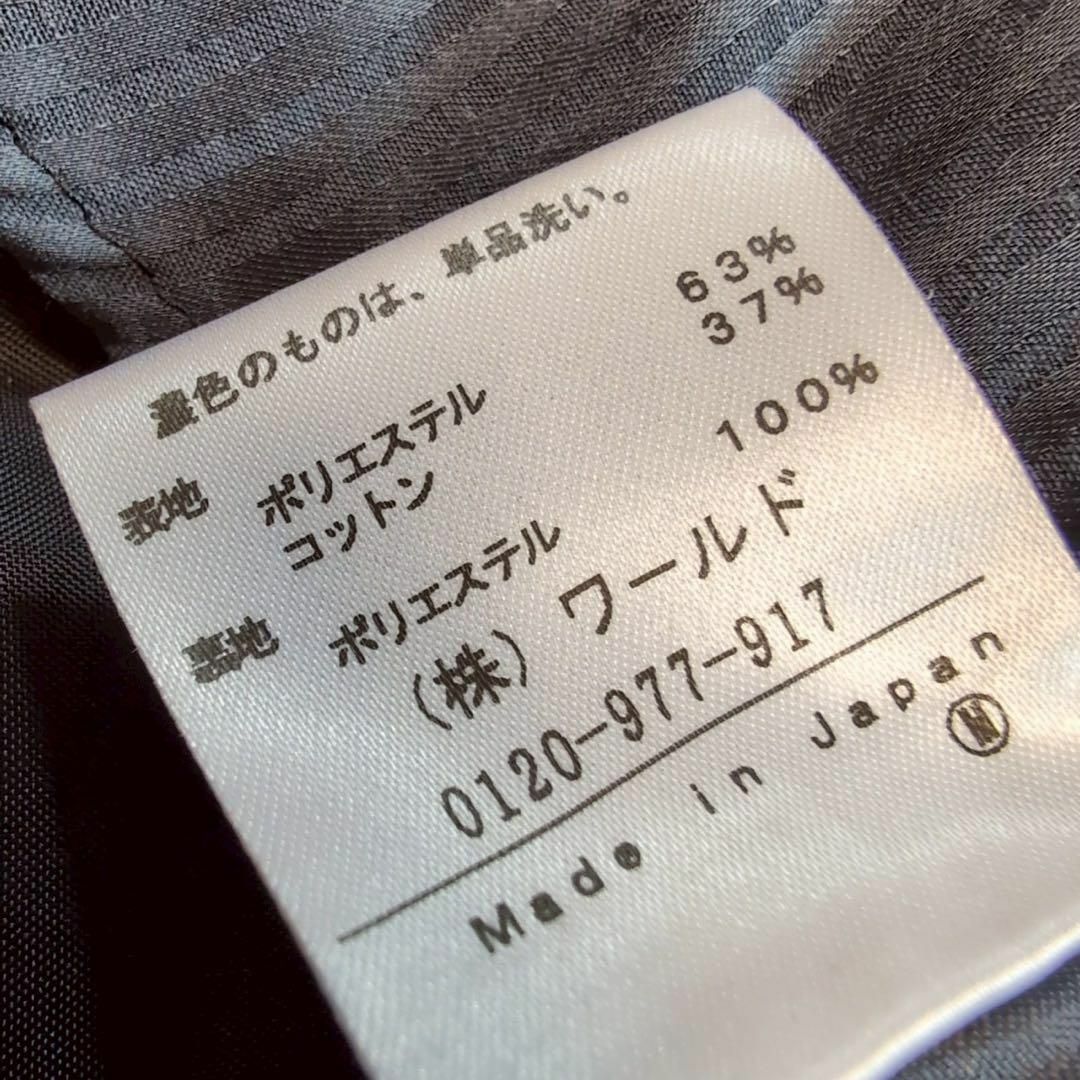 濃色のものは、単品洗い。
表地 ポリエステル 63%
コットン 37%
裏地 ポリエステル 100%
(株) ワールド
0120-977-917
Made in Japan